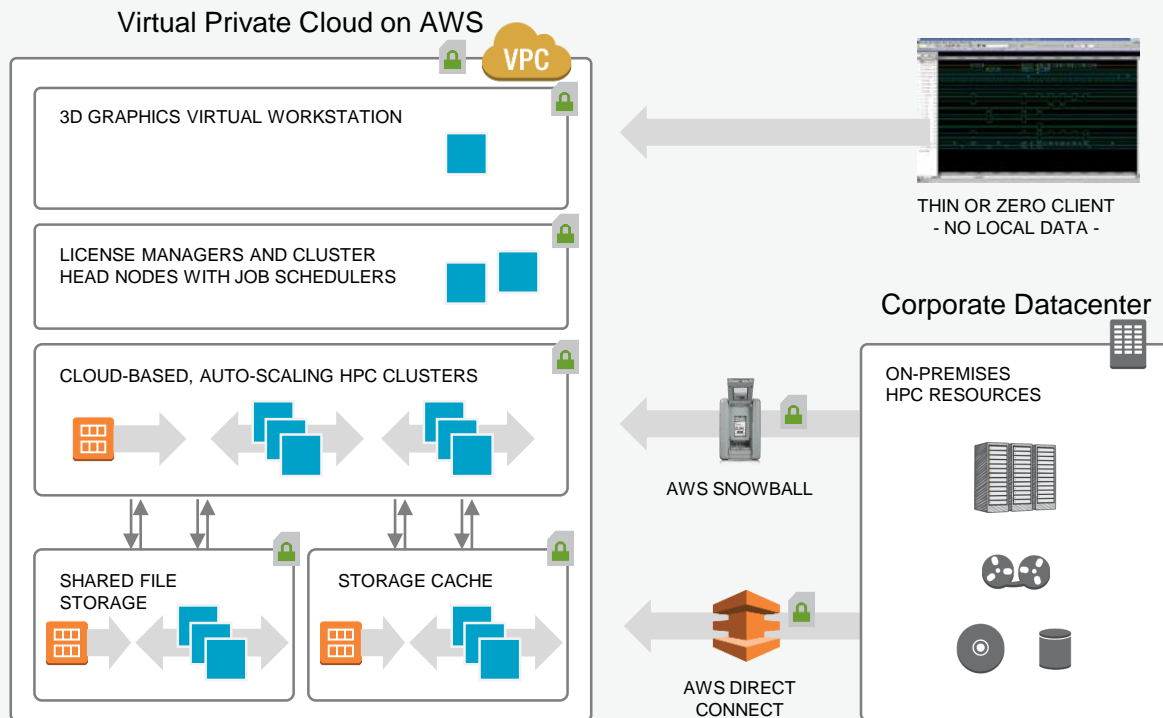 Virtual Private Cloud on AWS
VPC
3D GRAPHICS VIRTUAL WORKSTATION
LICENSE MANAGERS AND CLUSTER
HEAD NODES WITH JOB SCHEDULERS
CLOUD-BASED, AUTO-SCALING HPC CLUSTERS
SHARED FILE
STORAGE
STORAGE CACHE
THIN OR ZERO CLIENT
- NO LOCAL DATA -
Corporate Datacenter
ON-PREMISES
HPC RESOURCES
AWS SNOWBALL
AWS DIRECT
CONNECT